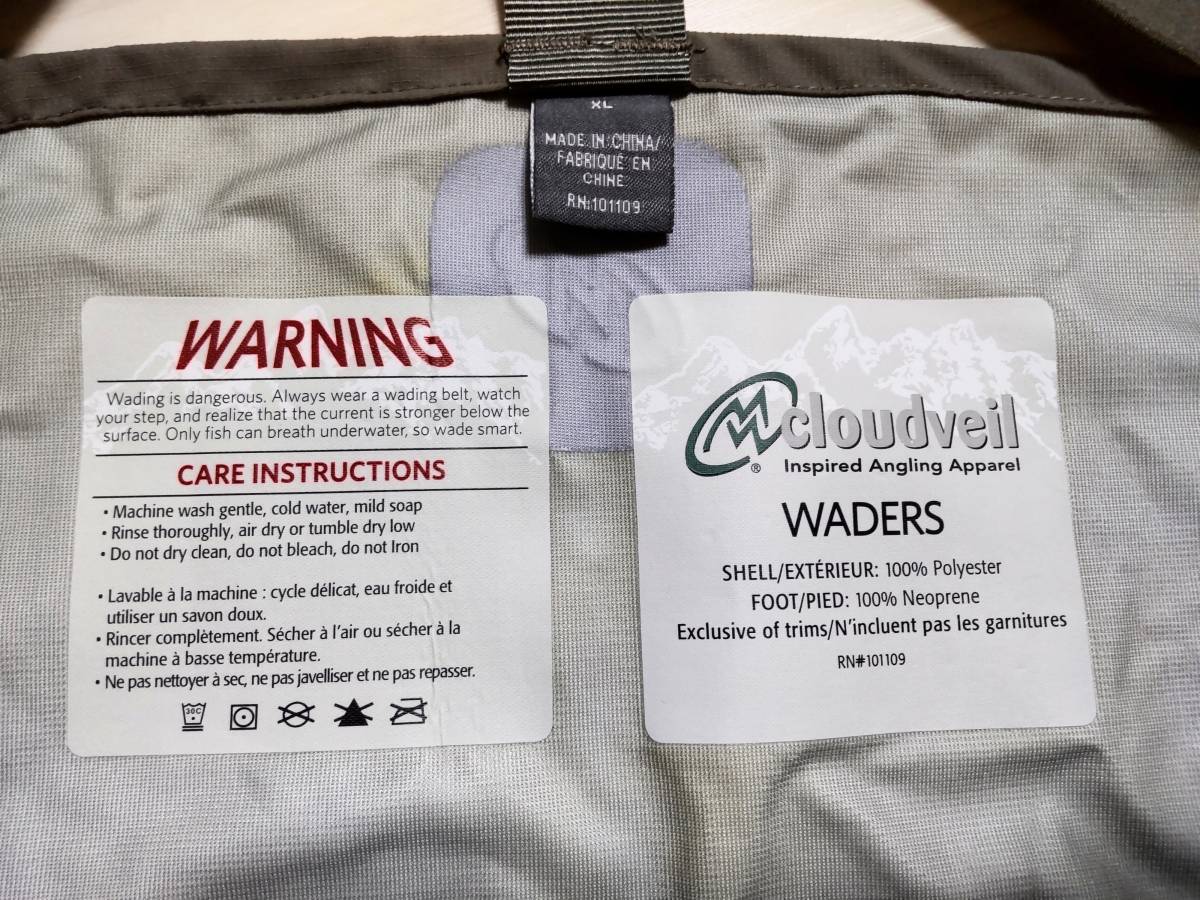 XL
MADE IN CHINA/
FABRIQUÉ EN
CHINE
RN:101109
WARNING
Wading is dangerous. Always wear a wading belt, watch
your step, and realize that the current is stronger below the
surface. Only fish can breath underwater, so wade smart.
CARE INSTRUCTIONS
• Machine wash gentle, cold water, mild soap
• Rinse thoroughly, air dry or tumble dry low
• Do not dry clean, do not bleach, do not Iron
• Lavable à la machine : cycle délicat, eau froide et
utiliser un savon doux.
• Rincer complètement. Sécher à l'air ou sécher à la
machine à basse température.
• Ne pas nettoyer à sec, ne pas javelliser et ne pas repasser.
30C
cloudveil
®
Inspired Angling Apparel
WADERS
SHELL/EXTÉRIEUR: 100% Polyester
FOOT/PIED: 100% Neoprene
Exclusive of trims/N'incluent pas les garnitures
RN#101109